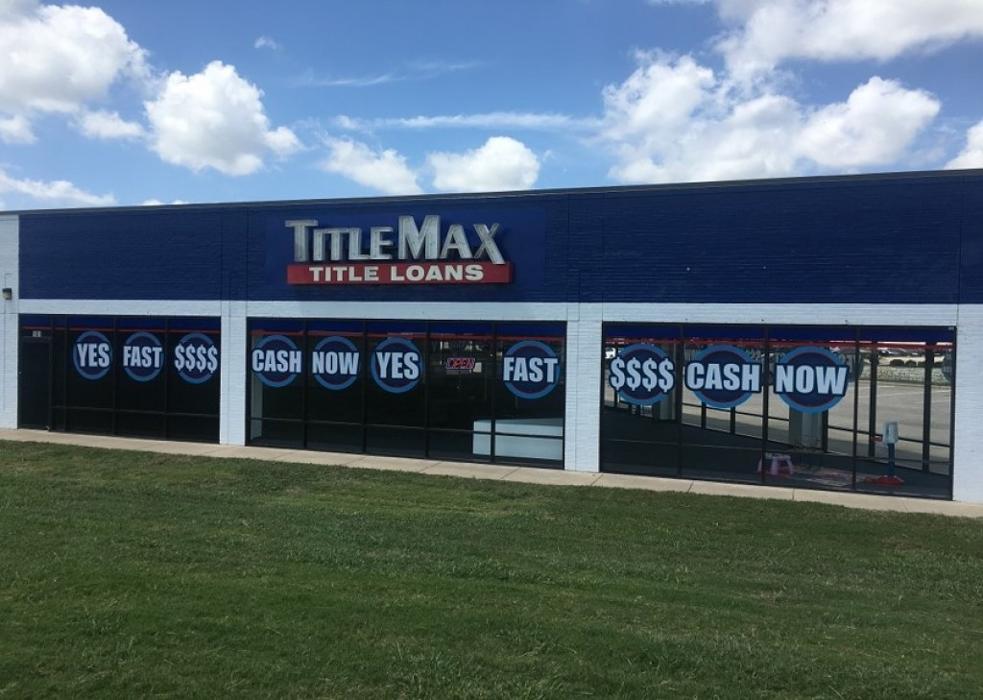 TITLEMAX
TITLE LOANS
YES FAST $$$$ CASH NOW YES OPEN FAST $$$$ CASH NOW